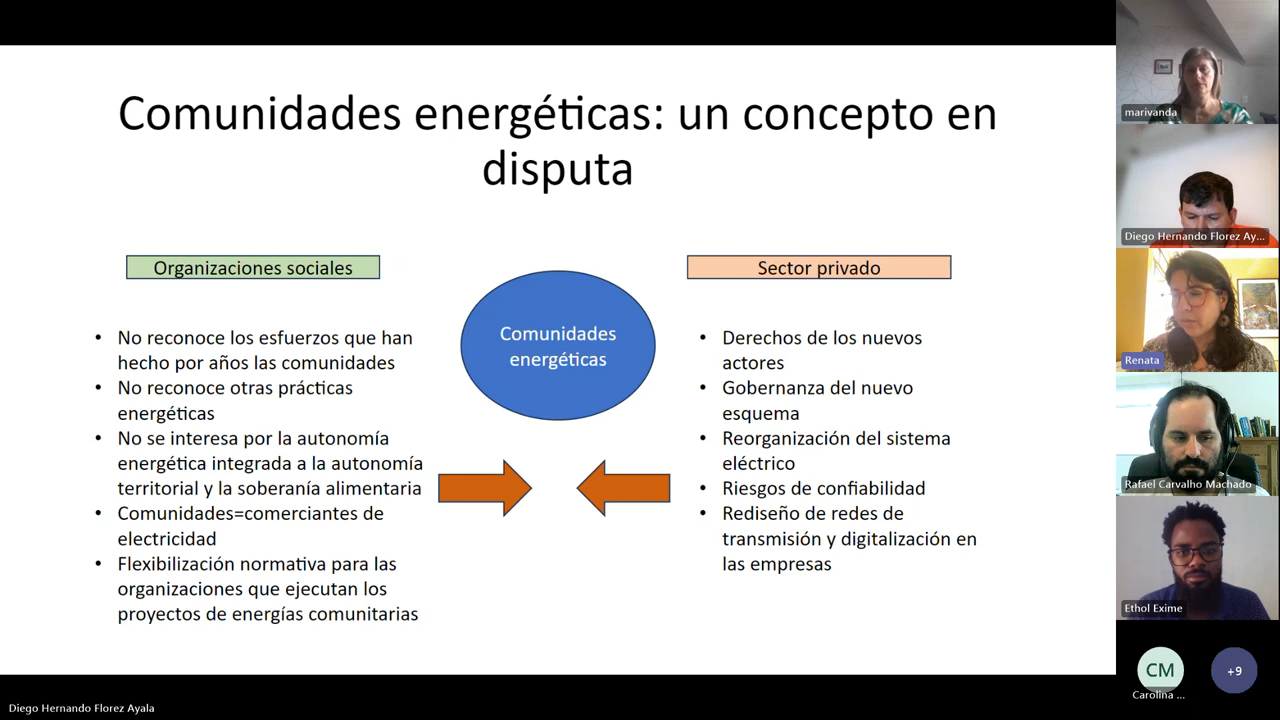 Comunidades energéticas: un concepto en
disputa
Organizaciones sociales
No reconoce los esfuerzos que han
hecho por años las comunidades
No reconoce otras prácticas
energéticas
No se interesa por la autonomía
energética integrada a la autonomía
territorial y la soberanía alimentaria
Comunidades=comerciantes de
electricidad
Flexibilización normativa para las
organizaciones que ejecutan los
proyectos de energías comunitarias
Comunidades
energéticas
Sector privado
Derechos de los nuevos
actores
Gobernanza del nuevo
esquema
Reorganización del sistema
eléctrico
Riesgos de confiabilidad
Rediseño de redes de
transmisión y digitalización en
las empresas
marivanda
Diego Hernando Florez Ay...
Renata
Rafael Carvalho Machado
Ethol Exime
CM
Carolina ...
+9
Diego Hernando Florez Ayala